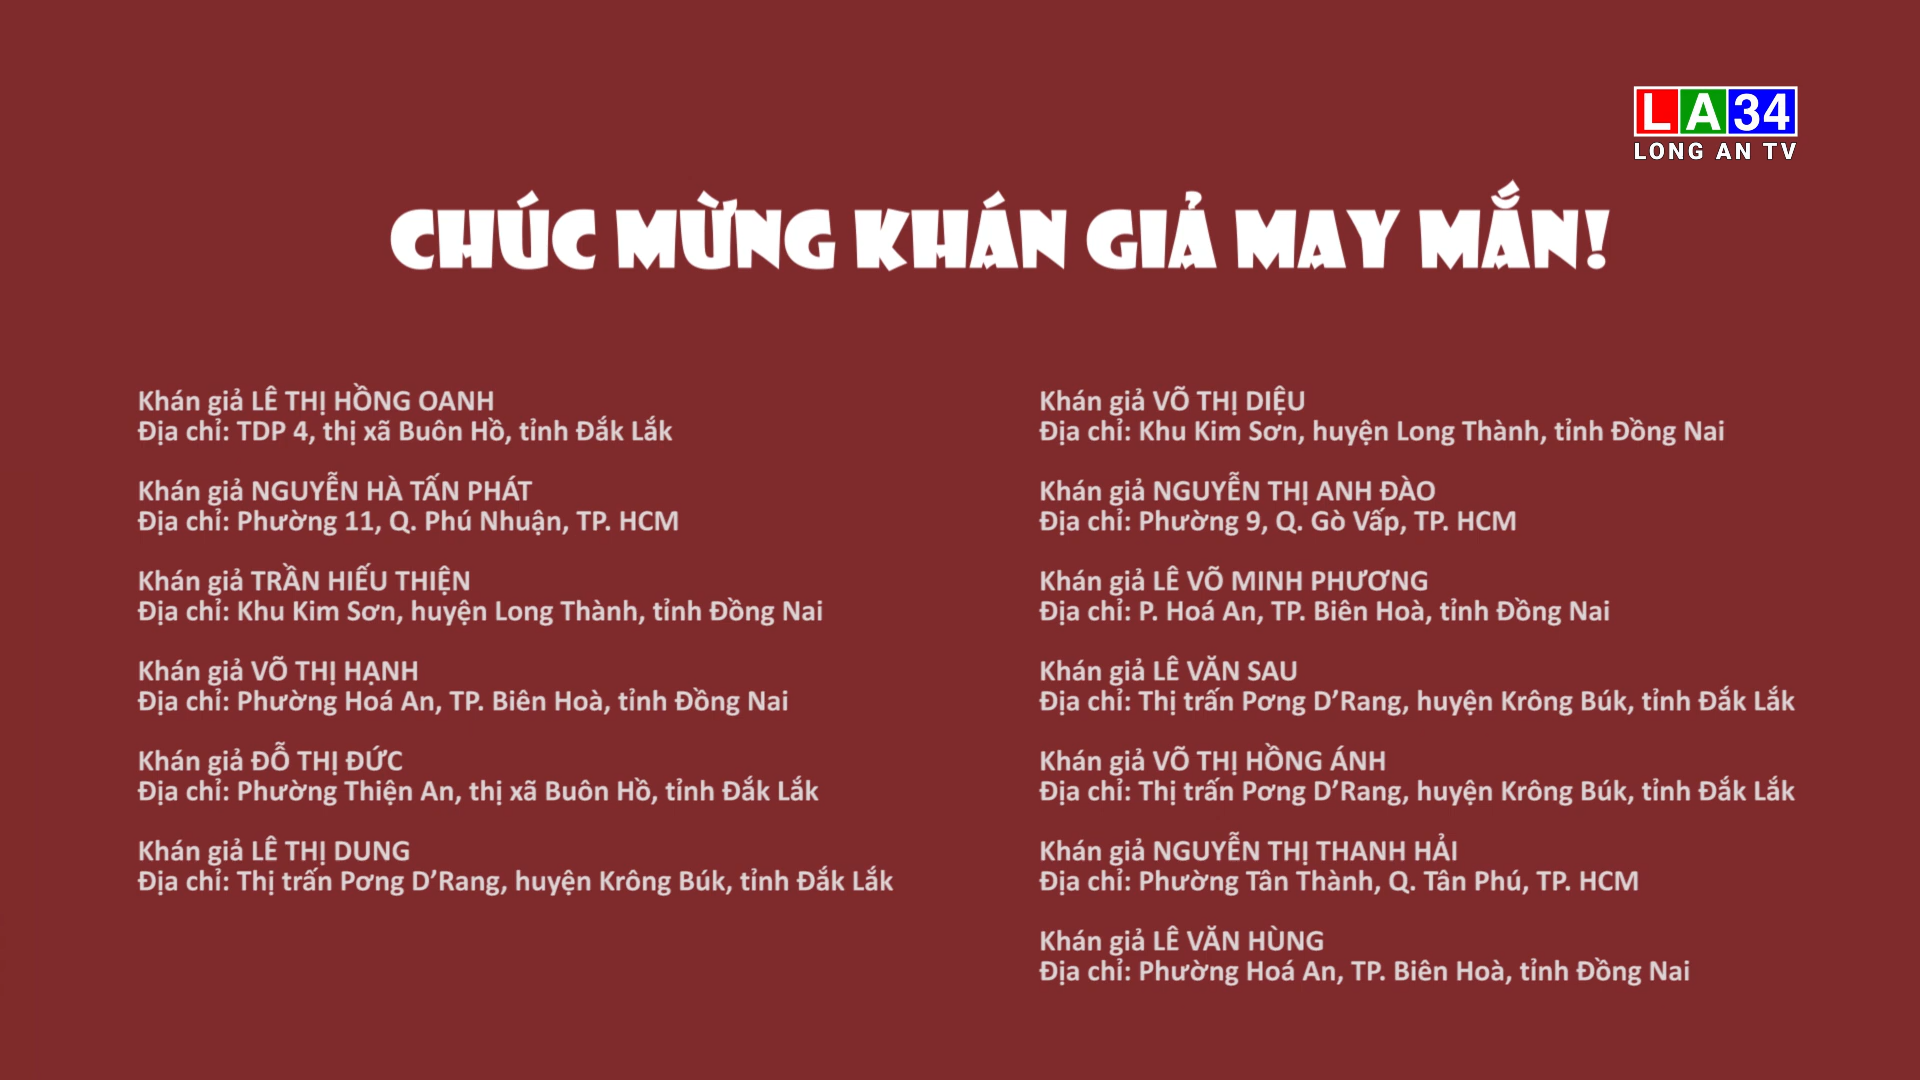 LA34
LONG AN TV
CHÚC MỪNG KHÁN GIẢ MAY MẮN!
Khán giả LÊ THỊ HỒNG OANH
Địa chỉ: TDP 4, thị xã Buôn Hồ, tỉnh Đắk Lắk
Khán giả NGUYỄN HÀ TẤN PHÁT
Địa chỉ: Phường 11, Q. Phú Nhuận, TP. HCM
Khán giả TRẦN HIẾU THIỆN
Địa chỉ: Khu Kim Sơn, huyện Long Thành, tỉnh Đồng Nai
Khán giả VÕ THỊ HẠNH
Địa chỉ: Phường Hoá An, TP. Biên Hoà, tỉnh Đồng Nai
Khán giả ĐỖ THỊ ĐỨC
Địa chỉ: Phường Thiện An, thị xã Buôn Hồ, tỉnh Đắk Lắk
Khán giả LÊ THỊ DUNG
Địa chỉ: Thị trấn Pơng D’Rang, huyện Krông Búk, tỉnh Đắk Lắk
Khán giả VÕ THỊ DIỆU
Địa chỉ: Khu Kim Sơn, huyện Long Thành, tỉnh Đồng Nai
Khán giả NGUYỄN THỊ ANH ĐÀO
Địa chỉ: Phường 9, Q. Gò Vấp, TP. HCM
Khán giả LÊ VÕ MINH PHƯƠNG
Địa chỉ: P. Hoá An, TP. Biên Hoà, tỉnh Đồng Nai
Khán giả LÊ VĂN SAU
Địa chỉ: Thị trấn Pơng D’Rang, huyện Krông Búk, tỉnh Đắk Lắk
Khán giả VÕ THỊ HỒNG ÁNH
Địa chỉ: Thị trấn Pơng D’Rang, huyện Krông Búk, tỉnh Đắk Lắk
Khán giả NGUYỄN THỊ THANH HẢI
Địa chỉ: Phường Tân Thành, Q. Tân Phú, TP. HCM
Khán giả LÊ VĂN HÙNG
Địa chỉ: Phường Hoá An, TP. Biên Hoà, tỉnh Đồng Nai